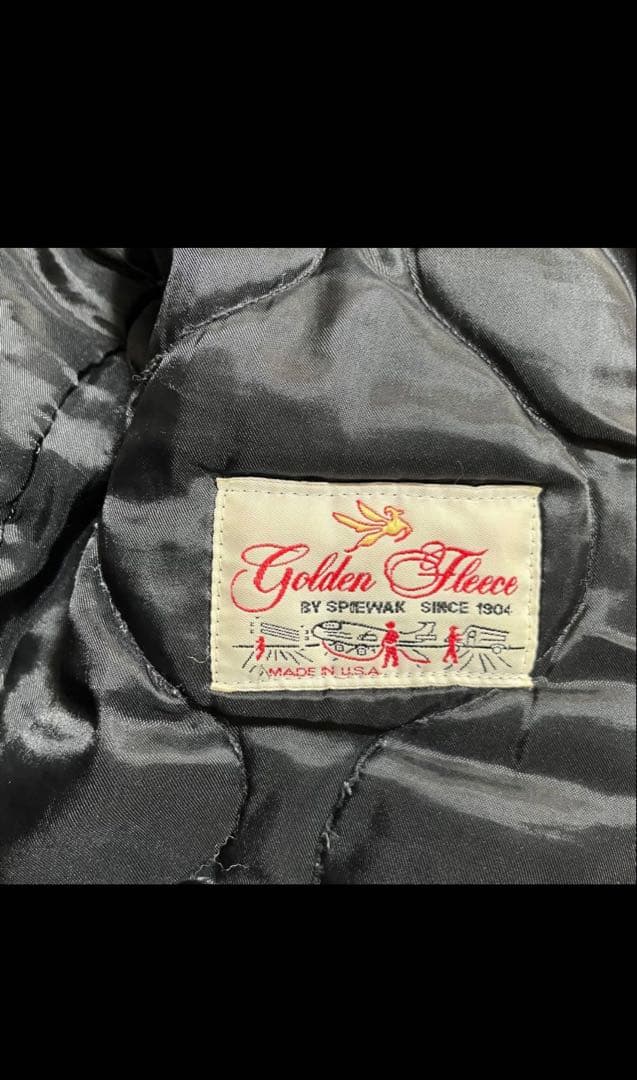 Golden Fleece
BY SPIEWAK SINCE 1904
MADE IN U.S.A.